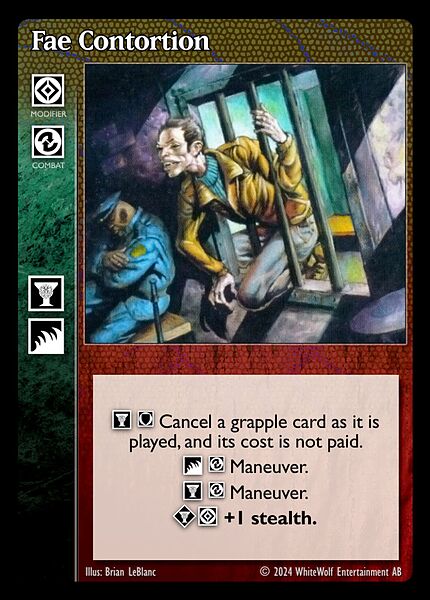 Fae Contortion
MODIFIER
COMBAT
Cancel a grapple card as it is
played, and its cost is not paid.
Maneuver.
Maneuver.
+1 stealth.
Illus: Brian LeBlanc
© 2024 WhiteWolf Entertainment AB